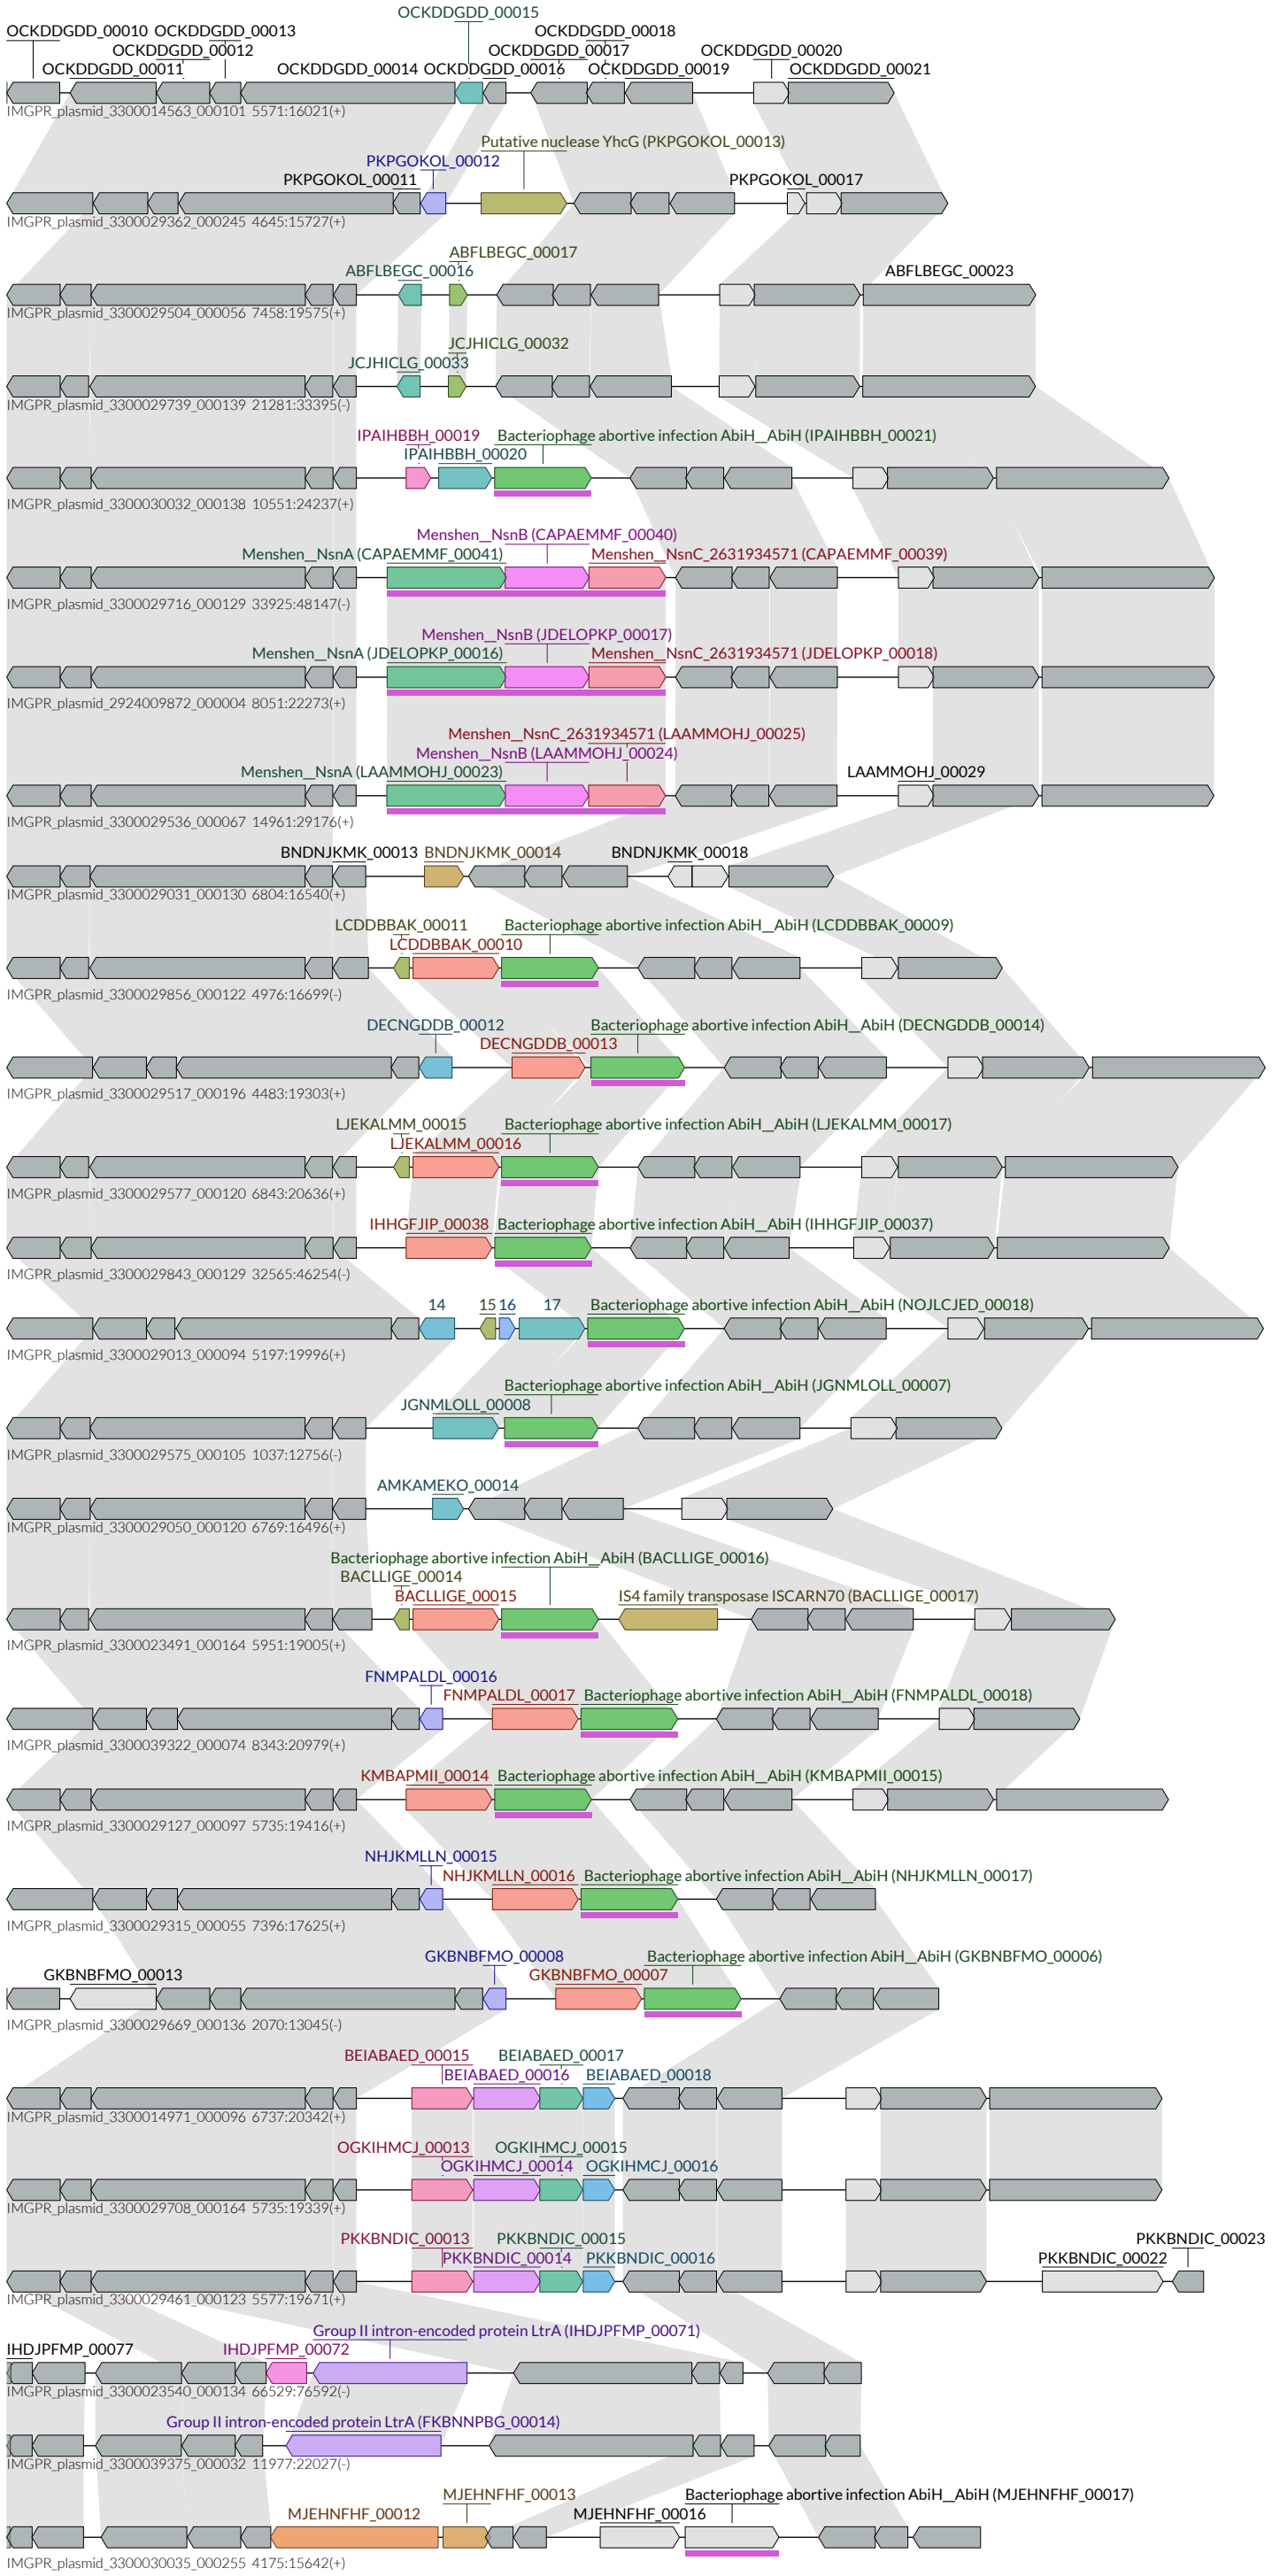 OCKDDGDD_00015
OCKDDGDD_00010 OCKDDGDD_00013 OCKDDGDD_00018
OCKDDGDD_00012 OCKDDGDD_00017 OCKDDGDD_00020
OCKDDGDD_00011 OCKDDGDD_00014 OCKDDGDD_00016 OCKDDGDD_00019 OCKDDGDD_00021
IMGPR_plasmid_3300014563_000101 5571:16021(+)
Putative nuclease YhcG (PKPGOKOL_00013)
PKPGOKOL_00012
PKPGOKOL_00011 PKPGOKOL_00017
IMGPR_plasmid_3300029362_000245 4645:15727(+)
ABFLBEGC_00017
ABFLBEGC_00016 ABFLBEGC_00023
IMGPR_plasmid_3300029504_000056 7458:19575(+)
JCJHICLG_00032
JCJHICLG_00033
IMGPR_plasmid_3300029739_000139 21281:33395(-)
IPAIHBBH_00019 Bacteriophage abortive infection AbiH__AbiH (IPAIHBBH_00021)
IPAIHBBH_00020
IMGPR_plasmid_3300030032_000138 10551:24237(+)
Menshen__NsnB (CAPAEMMF_00040)
Menshen__NsnA (CAPAEMMF_00041) Menshen__NsnC_2631934571 (CAPAEMMF_00039)
IMGPR_plasmid_3300029716_000129 33925:48147(-)
Menshen__NsnB (JDELOPKP_00017)
Menshen__NsnA (JDELOPKP_00016) Menshen__NsnC_2631934571 (JDELOPKP_00018)
IMGPR_plasmid_2924009872_000004 8051:22273(+)
Menshen__NsnC_2631934571 (LAAMMOHJ_00025)
Menshen__NsnB (LAAMMOHJ_00024)
Menshen__NsnA (LAAMMOHJ_00023) LAAMMOHJ_00029
IMGPR_plasmid_3300029536_000067 14961:29176(+)
BNDNJKMK_00013 BNDNJKMK_00014 BNDNJKMK_00018
IMGPR_plasmid_3300029031_000130 6804:16540(+)
LCDDBBAK_00011 Bacteriophage abortive infection AbiH__AbiH (LCDDBBAK_00009)
LCDDBBAK_00010
IMGPR_plasmid_3300029856_000122 4976:16699(-)
DECNGDDB_00012 Bacteriophage abortive infection AbiH__AbiH (DECNGDDB_00014)
DECNGDDB_00013
IMGPR_plasmid_3300029517_000196 4483:19303(+)
LJEKALMM_00015 Bacteriophage abortive infection AbiH__AbiH (LJEKALMM_00017)
LJEKALMM_00016
IMGPR_plasmid_3300029577_000120 6843:20636(+)
IHHGFJIP_00038 Bacteriophage abortive infection AbiH__AbiH (IHHGFJIP_00037)
IMGPR_plasmid_3300029843_000129 32565:46254(-)
14 15 16 17 Bacteriophage abortive infection AbiH__AbiH (NOJLCJED_00018)
IMGPR_plasmid_3300029013_000094 5197:19996(+)
Bacteriophage abortive infection AbiH__AbiH (JGNMLOLL_00007)
JGNMLOLL_00008
IMGPR_plasmid_3300029575_000105 1037:12756(-)
AMKAMEKO_00014
IMGPR_plasmid_3300029050_000120 6769:16496(+)
Bacteriophage abortive infection AbiH__AbiH (BACLLIGE_00016)
BACLLIGE_00014
BACLLIGE_00015 IS4 family transposase ISCARN70 (BACLLIGE_00017)
IMGPR_plasmid_3300023491_000164 5951:19005(+)
FNMPALDL_00016
FNMPALDL_00017 Bacteriophage abortive infection AbiH__AbiH (FNMPALDL_00018)
IMGPR_plasmid_3300039322_000074 8343:20979(+)
KMBAPMII_00014 Bacteriophage abortive infection AbiH__AbiH (KMBAPMII_00015)
IMGPR_plasmid_3300029127_000097 5735:19416(+)
NHJKMLLN_00015
NHJKMLLN_00016 Bacteriophage abortive infection AbiH__AbiH (NHJKMLLN_00017)
IMGPR_plasmid_3300029315_000055 7396:17625(+)
GKBNBFMO_00008 Bacteriophage abortive infection AbiH__AbiH (GKBNBFMO_00006)
GKBNBFMO_00013 GKBNBFMO_00007
IMGPR_plasmid_3300029669_000136 2070:13045(-)
BEIABAED_00015 BEIABAED_00017
BEIABAED_00016 BEIABAED_00018
IMGPR_plasmid_3300014971_000096 6737:20342(+)
OGKIHMCJ_00013 OGKIHMCJ_00015
OGKIHMCJ_00014 OGKIHMCJ_00016
IMGPR_plasmid_3300029708_000164 5735:19339(+)
PKKBNDIC_00013 PKKBNDIC_00015 PKKBNDIC_00023
PKKBNDIC_00014 PKKBNDIC_00016 PKKBNDIC_00022
IMGPR_plasmid_3300029461_000123 5577:19671(+)
Group II intron-encoded protein LtrA (IHDJPFMP_00071)
IHDJPFMP_00077 IHDJPFMP_00072
IMGPR_plasmid_3300023540_000134 66529:76592(-)
Group II intron-encoded protein LtrA (FKBNNPBG_00014)
IMGPR_plasmid_3300039375_000032 11977:22027(-)
MJEHNFHF_00013 Bacteriophage abortive infection AbiH__AbiH (MJEHNFHF_00017)
MJEHNFHF_00012 MJEHNFHF_00016
IMGPR_plasmid_3300030035_000255 4175:15642(+)